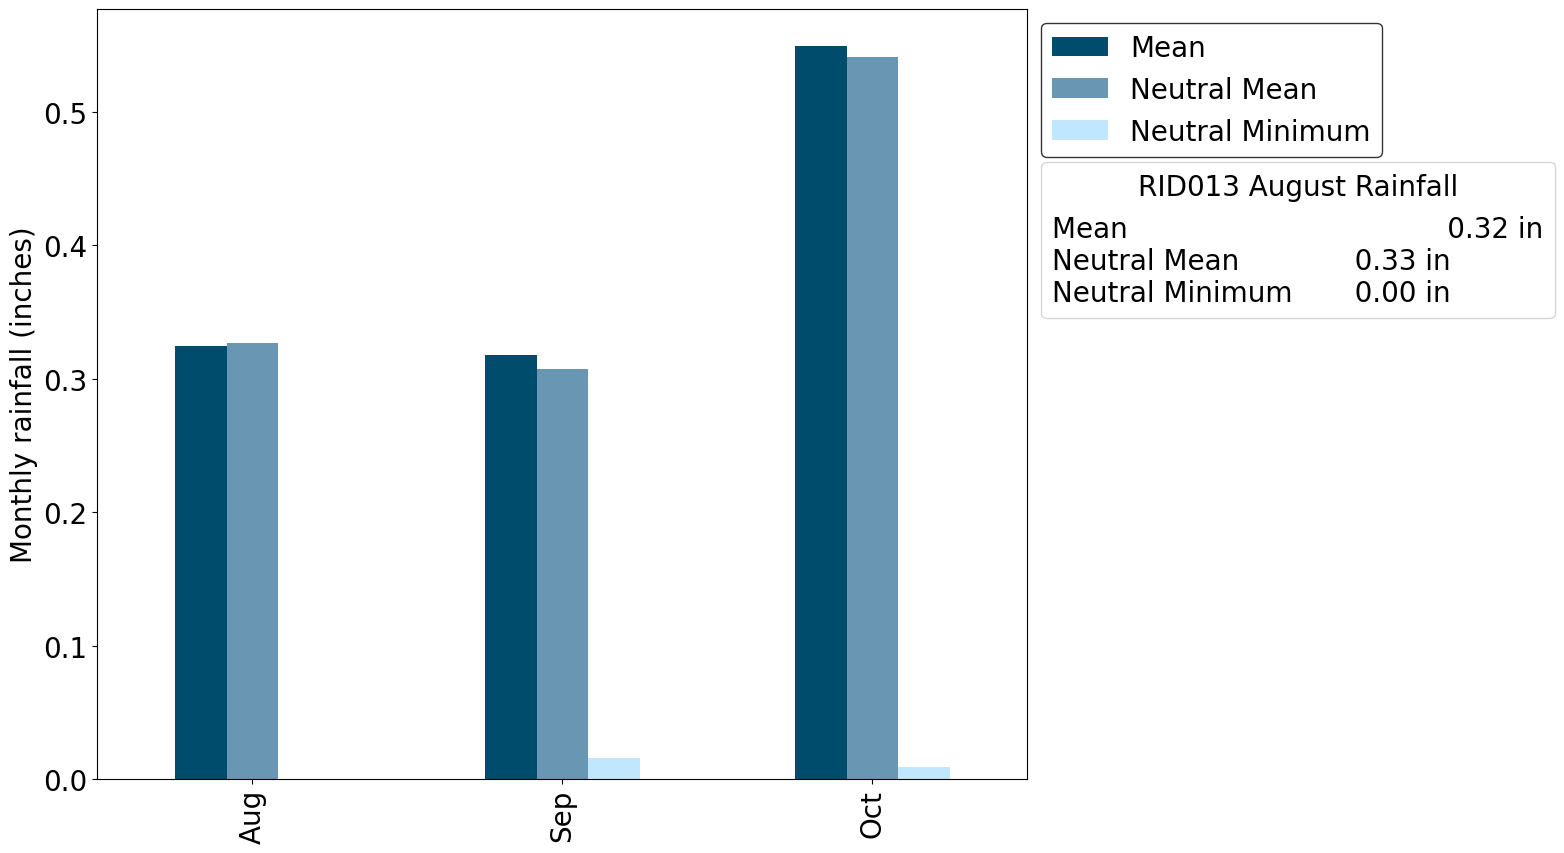 Monthly rainfall (inches)
0.5
0.4
0.3
0.2
0.1
0.0
Aug
Sep
Oct
Mean
Neutral Mean
Neutral Minimum
RID013 August Rainfall
Mean 0.32 in
Neutral Mean 0.33 in
Neutral Minimum 0.00 in